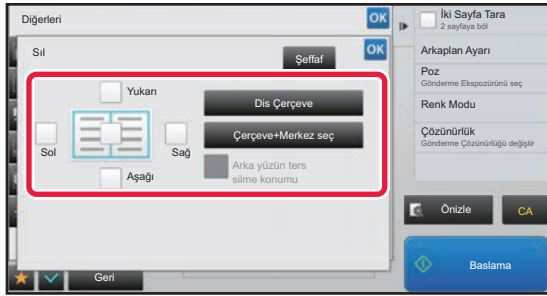 Diğerleri
OK
Sıl
Şeffaf
OK
Yukarı
Sol
Sağ
Aşağı
Dis Çerçeve
Çerçeve+Merkez seç
Arka yüzün ters
silme konumu
Geri
İki Sayfa Tara
2 sayfaya böl
Arkaplan Ayarı
Poz
Gönderme Ekspozürünü seç
Renk Modu
Çözünürlük
Gönderme Çözünürlüğü değiştir
Önizle
CA
Baslama